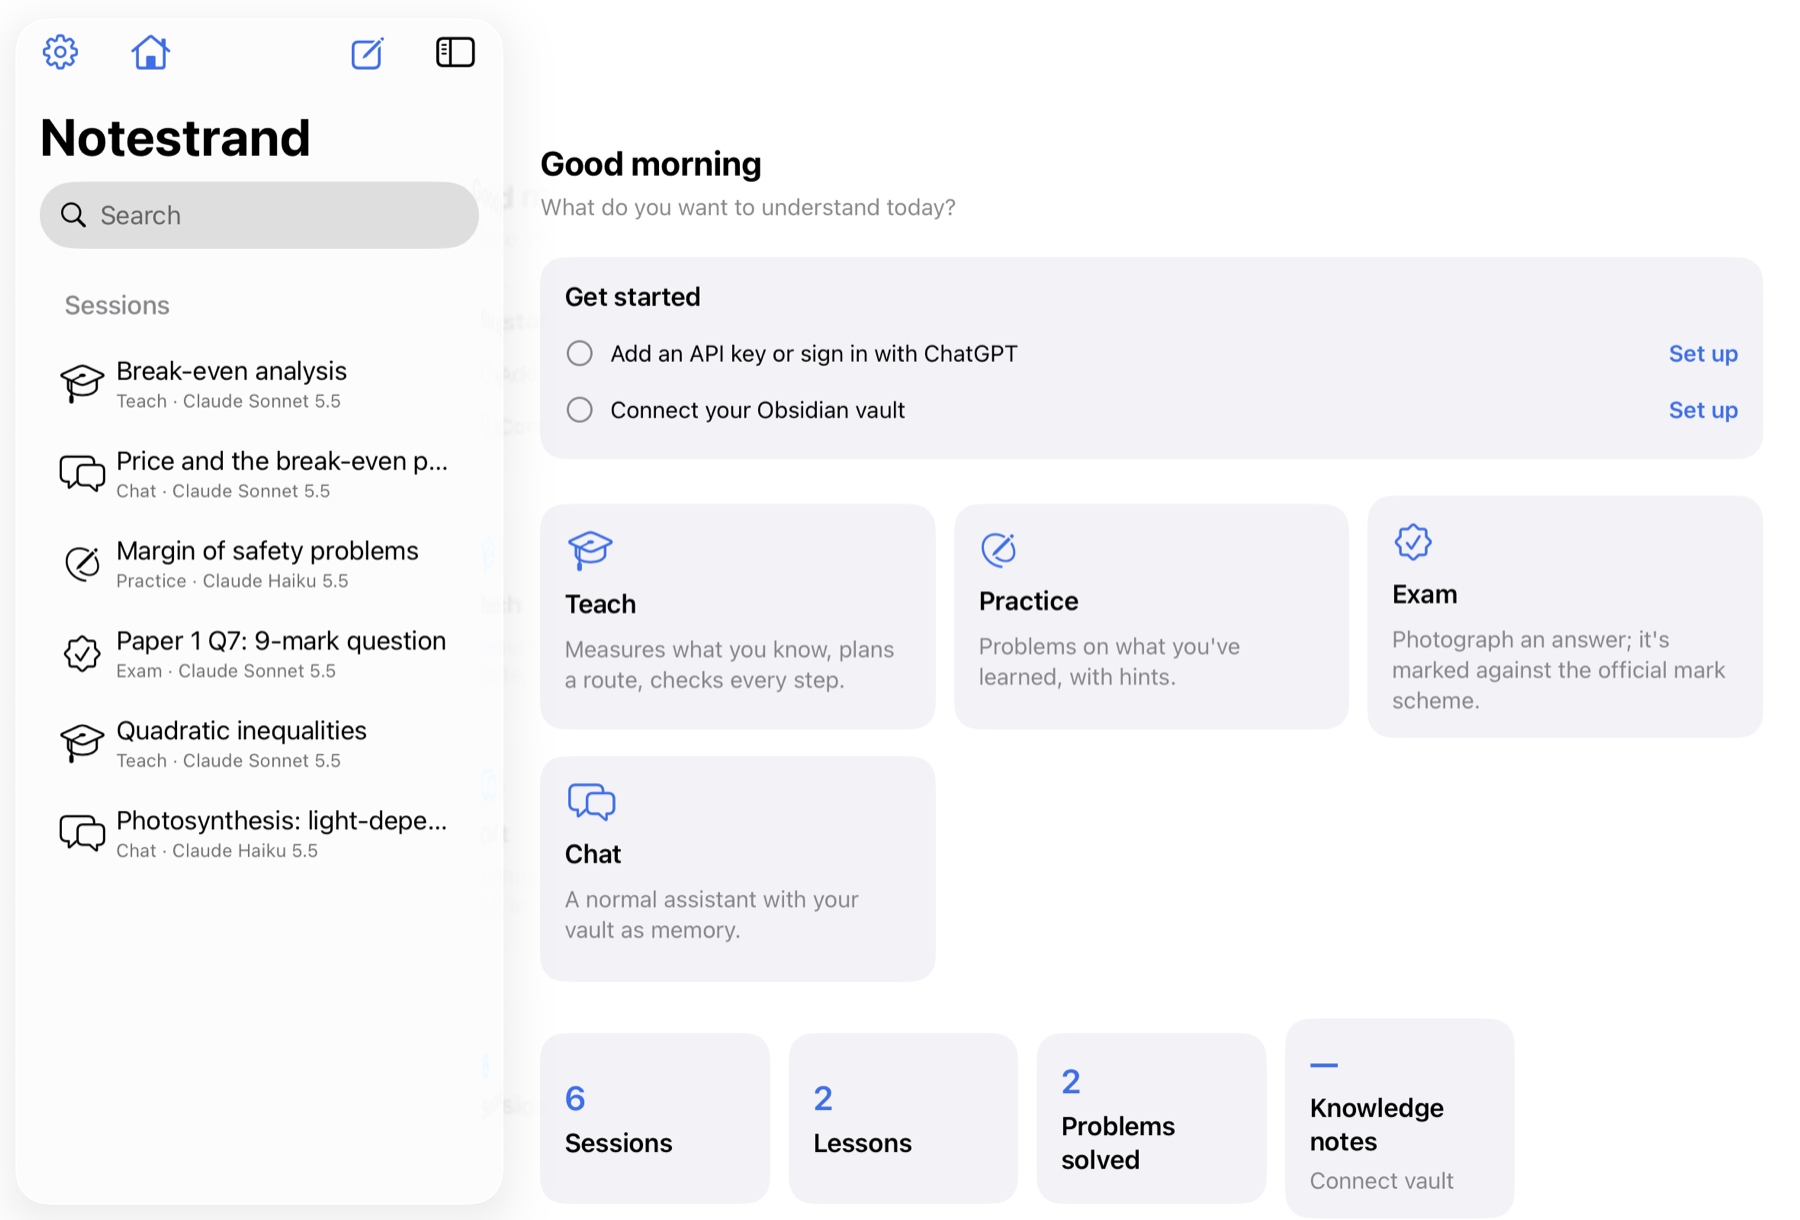 Notestrand
Search
Sessions
Break-even analysis
Teach · Claude Sonnet 5.5
Price and the break-even p...
Chat · Claude Sonnet 5.5
Margin of safety problems
Practice · Claude Haiku 5.5
Paper 1 Q7: 9-mark question
Exam · Claude Sonnet 5.5
Quadratic inequalities
Teach · Claude Sonnet 5.5
Photosynthesis: light-depe...
Chat · Claude Haiku 5.5
Good morning
What do you want to understand today?
Get started
Add an API key or sign in with ChatGPT
Set up
Connect your Obsidian vault
Set up
Teach
Measures what you know, plans
a route, checks every step.
Practice
Problems on what you've
learned, with hints.
Exam
Photograph an answer; it's
marked against the official mark
scheme.
Chat
A normal assistant with your
vault as memory.
6
Sessions
2
Lessons
2
Problems
solved
—
Knowledge
notes
Connect vault